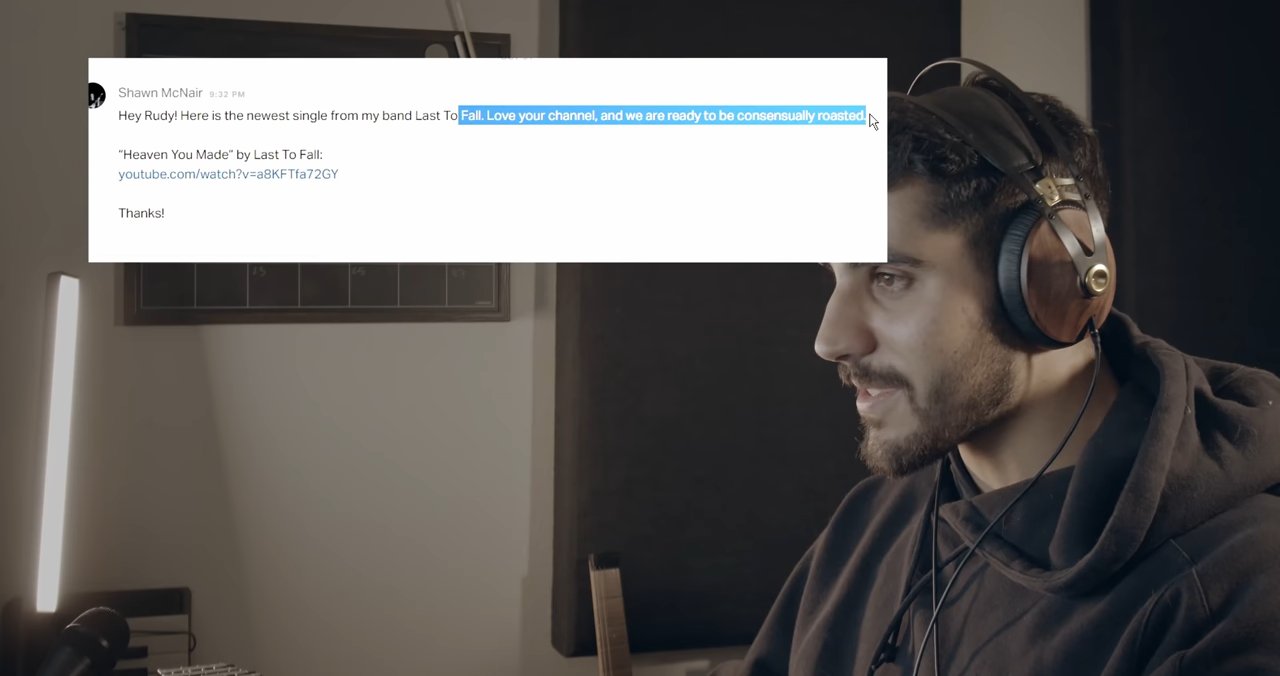 Shawn McNair 9:32 PM
Hey Rudy! Here is the newest single from my band Last To Fall. Love your channel, and we are ready to be consensually roasted.
"Heaven You Made" by Last To Fall:
youtube.com/watch?v=a8KFTfa72GY
Thanks!